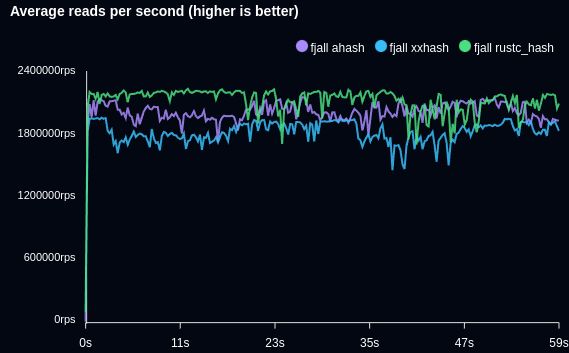 Average reads per second (higher is better)
fjall ahash fjall xxhash fjall rustc_hash
2400000rps
1800000rps
1200000rps
600000rps
0rps
0s 11s 23s 35s 47s 59s